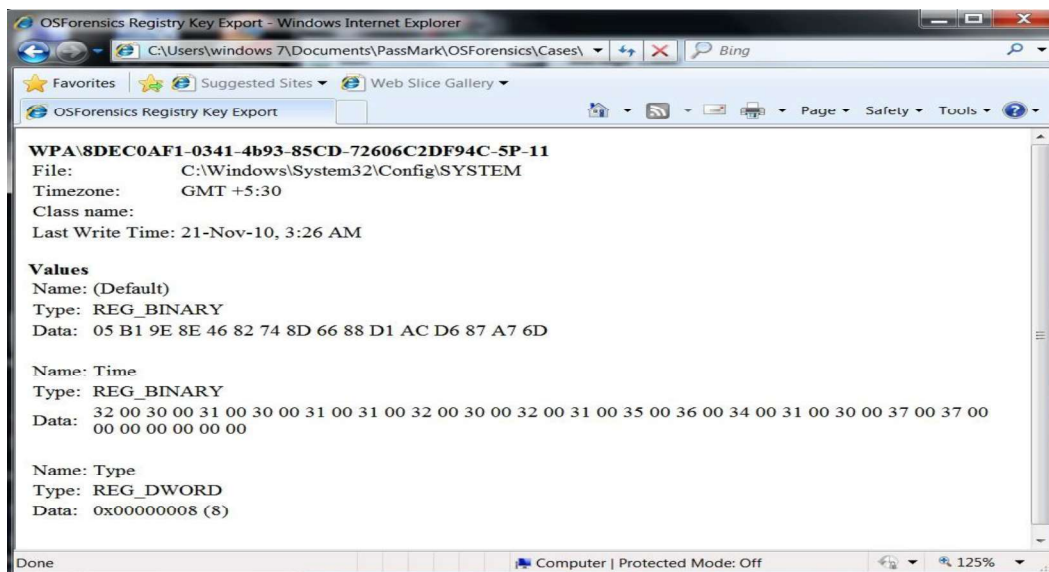 OSForensics Registry Key Export - Windows Internet Explorer
C:\Users\windows 7\Documents\PassMark\OSForensics\Cases\
Bing
Favorites
Suggested Sites
Web Slice Gallery
OSForensics Registry Key Export
Page
Safety
Tools
WPA\8DEC0AF1-0341-4b93-85CD-72606C2DF94C-5P-11
File: C:\Windows\System32\Config\SYSTEM
Timezone: GMT +5:30
Class name:
Last Write Time: 21-Nov-10, 3:26 AM
Values
Name: (Default)
Type: REG_BINARY
Data: 05 B1 9E 8E 46 82 74 8D 66 88 D1 AC D6 87 A7 6D
Name: Time
Type: REG_BINARY
Data: 32 00 30 00 31 00 30 00 31 00 31 00 32 00 30 00 32 00 31 00 35 00 36 00 34 00 31 00 30 00 37 00 37 00
00 00 00 00 00 00
Name: Type
Type: REG_DWORD
Data: 0x00000008 (8)
Done
Computer | Protected Mode: Off
125%